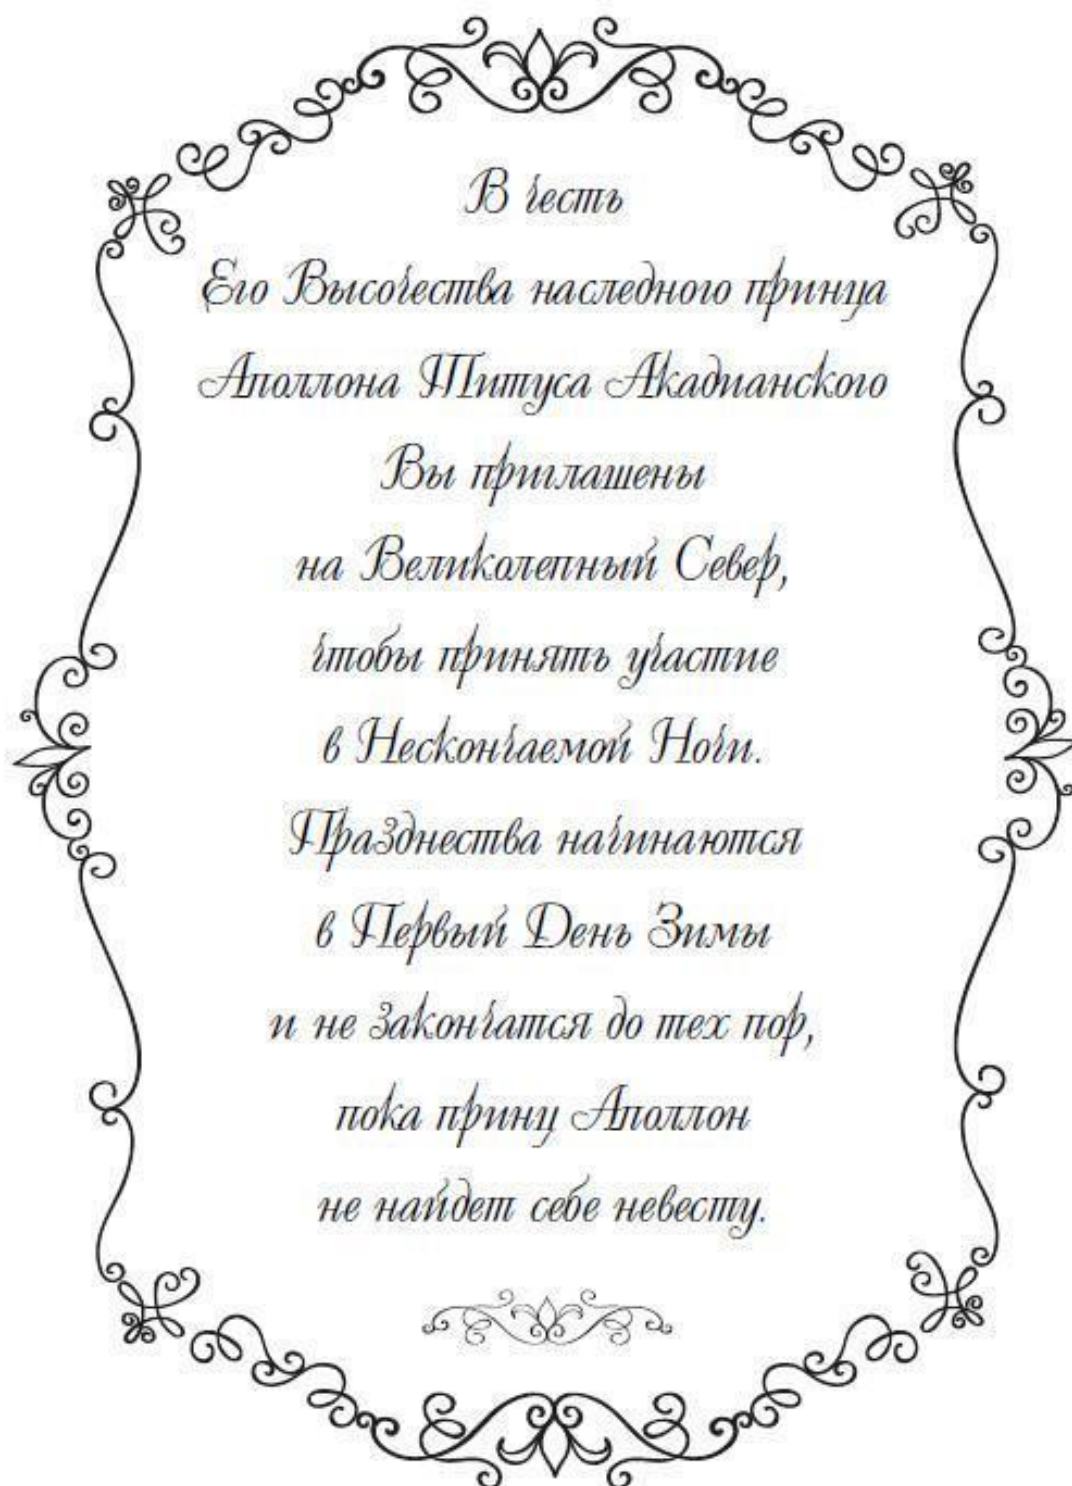 В честь
Его Высочества наследного принца
Аполлона Титуса Акадианского
Вы приглашены
на Великолепный Север,
чтобы принять участие
в Нескончаемой Ночи.
Празднества начинаются
в Первый День Зимы
и не закончатся до тех пор,
пока принц Аполлон
не найдет себе невесту.